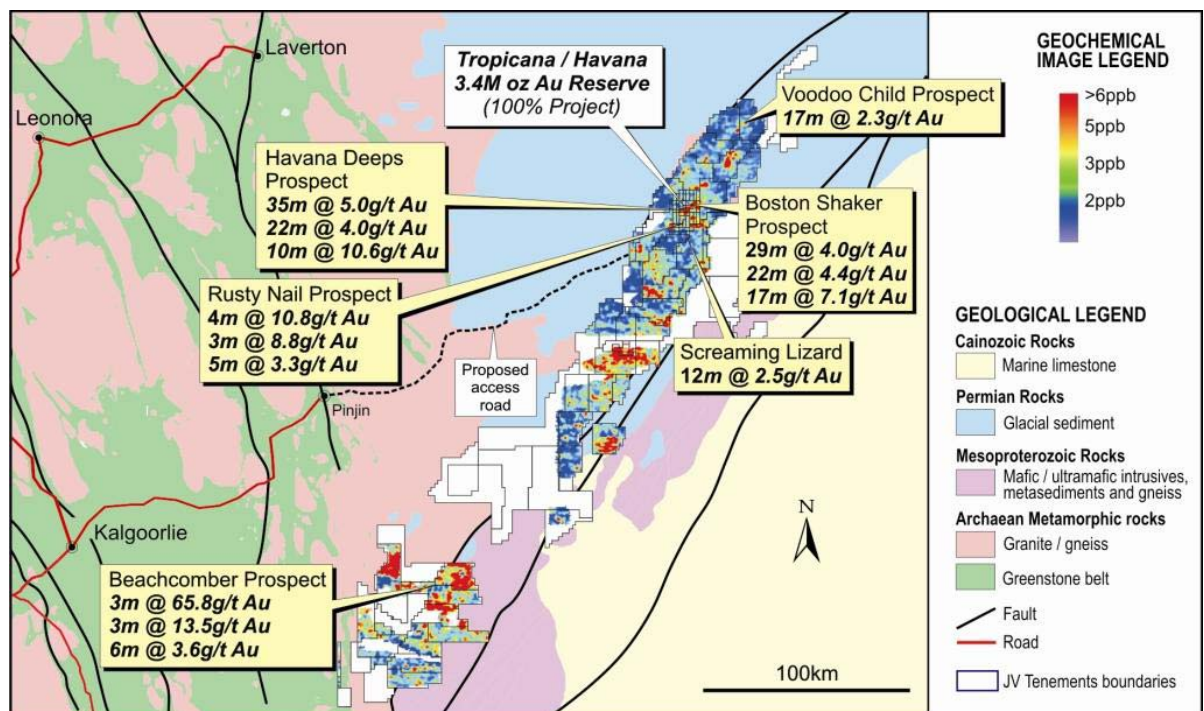 Laverton
Leonora
Tropicana / Havana
3.4M oz Au Reserve
(100% Project)
Voodoo Child Prospect
17m @ 2.3g/t Au
Havana Deeps
Prospect
35m @ 5.0g/t Au
22m @ 4.0g/t Au
10m @ 10.6g/t Au
Boston Shaker
Prospect
29m @ 4.0g/t Au
22m @ 4.4g/t Au
17m @ 7.1g/t Au
Rusty Nail Prospect
4m @ 10.8g/t Au
3m @ 8.8g/t Au
5m @ 3.3g/t Au
Screaming Lizard
12m @ 2.5g/t Au
Proposed
access
road
Pinjin
Kalgoorlie
Beachcomber Prospect
3m @ 65.8g/t Au
3m @ 13.5g/t Au
6m @ 3.6g/t Au
N
100km
GEOCHEMICAL
IMAGE LEGEND
>6ppb
5ppb
3ppb
2ppb
GEOLOGICAL LEGEND
Cainozoic Rocks
Marine limestone
Permian Rocks
Glacial sediment
Mesoproterozoic Rocks
Mafic / ultramafic intrusives,
metasediments and gneiss
Archaean Metamorphic rocks
Granite / gneiss
Greenstone belt
Fault
Road
JV Tenements boundaries